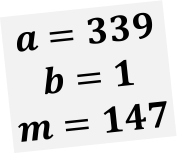 a = 339
b = 1
m = 147